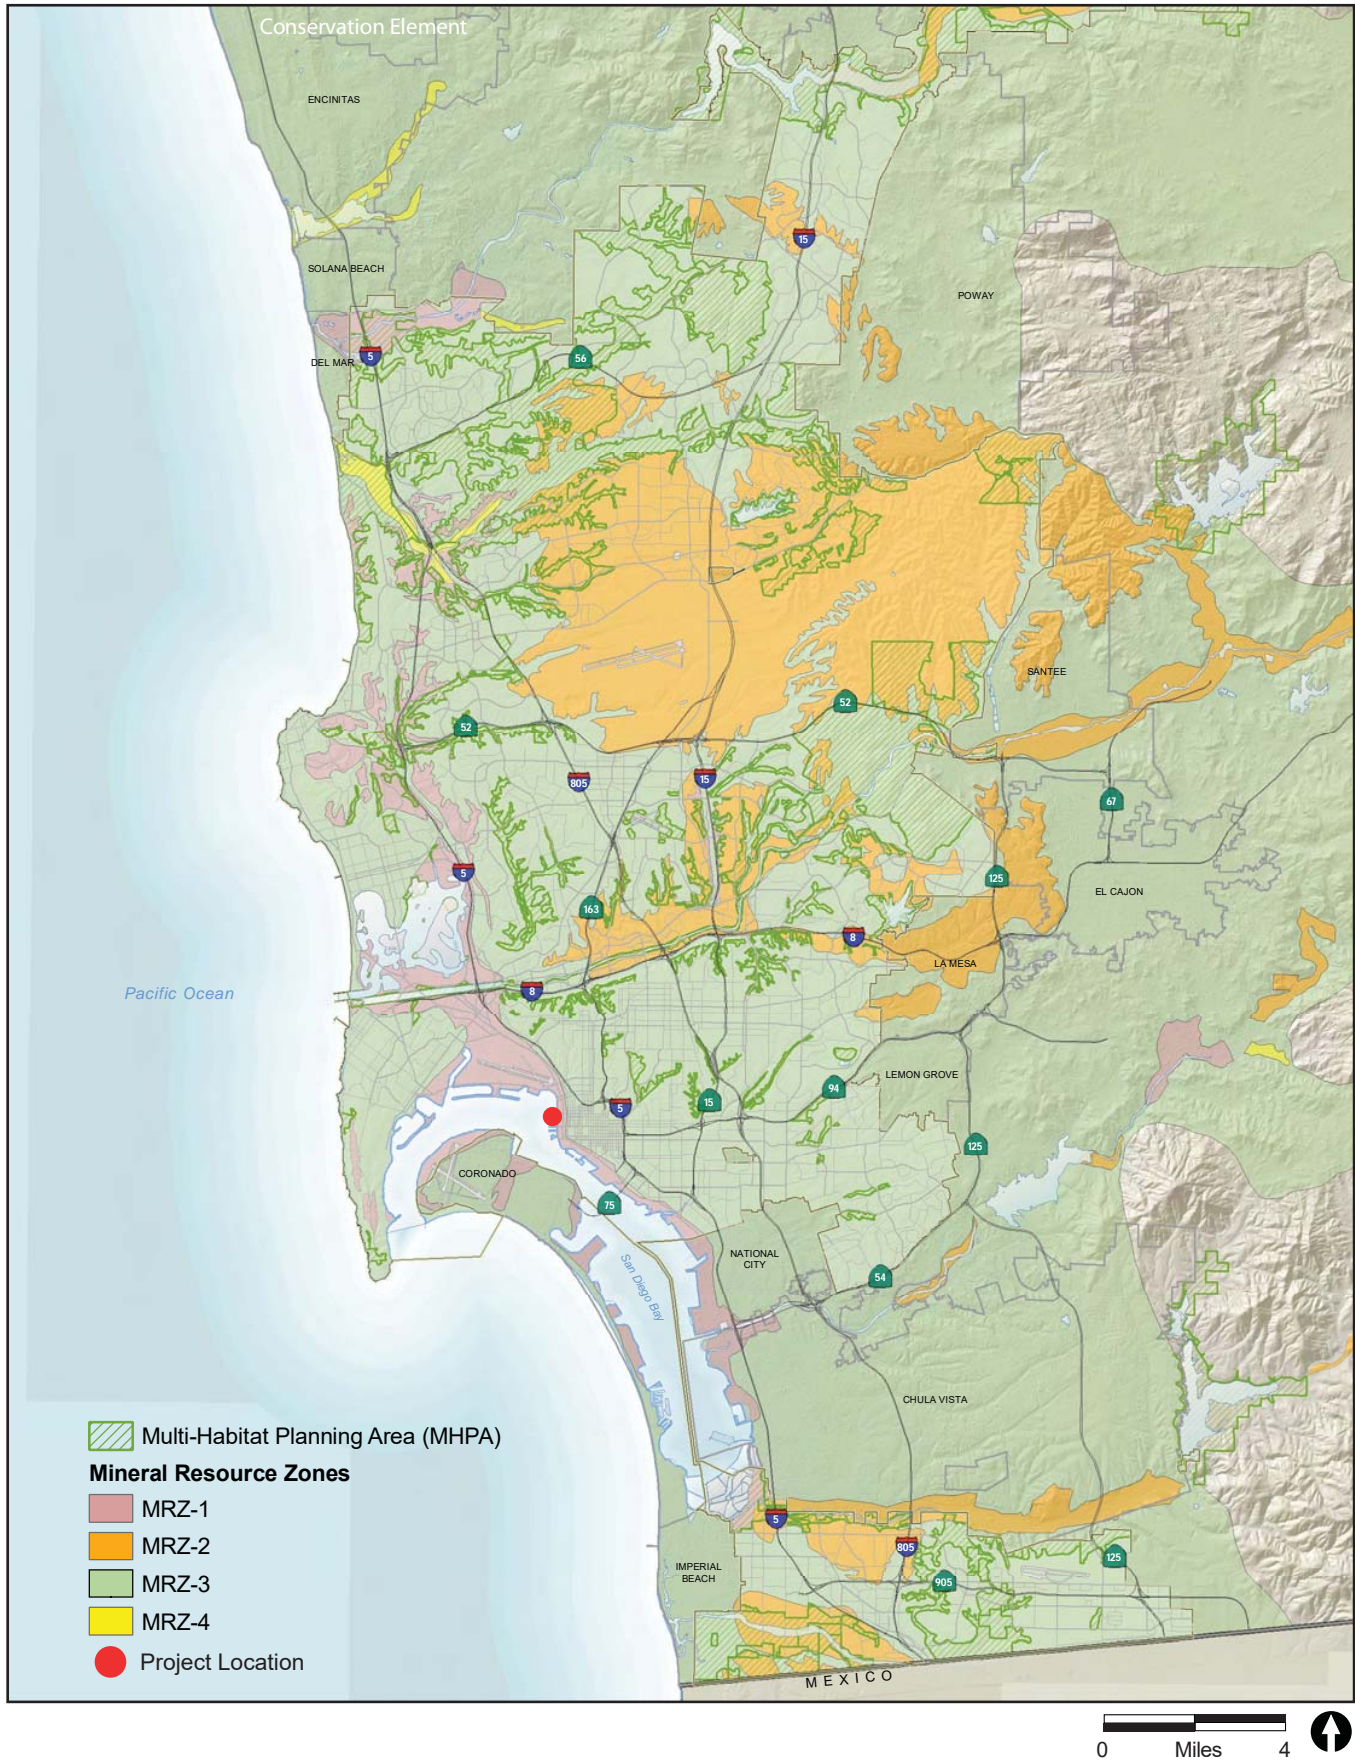 Conservation Element
ENCINITAS
15
SOLANA BEACH
POWAY
DEL MAR
5
56
SANTEE
52
52
805
15
67
5
125
EL CAJON
163
8
LA MESA
Pacific Ocean
8
LEMON GROVE
94
5
15
125
CORONADO
75
NATIONAL
CITY
San Diego Bay
54
CHULA VISTA
Multi-Habitat Planning Area (MHPA)
Mineral Resource Zones
MRZ-1
MRZ-2
MRZ-3
MRZ-4
Project Location
5
805
125
905
IMPERIAL
BEACH
MEXICO
0 Miles 4